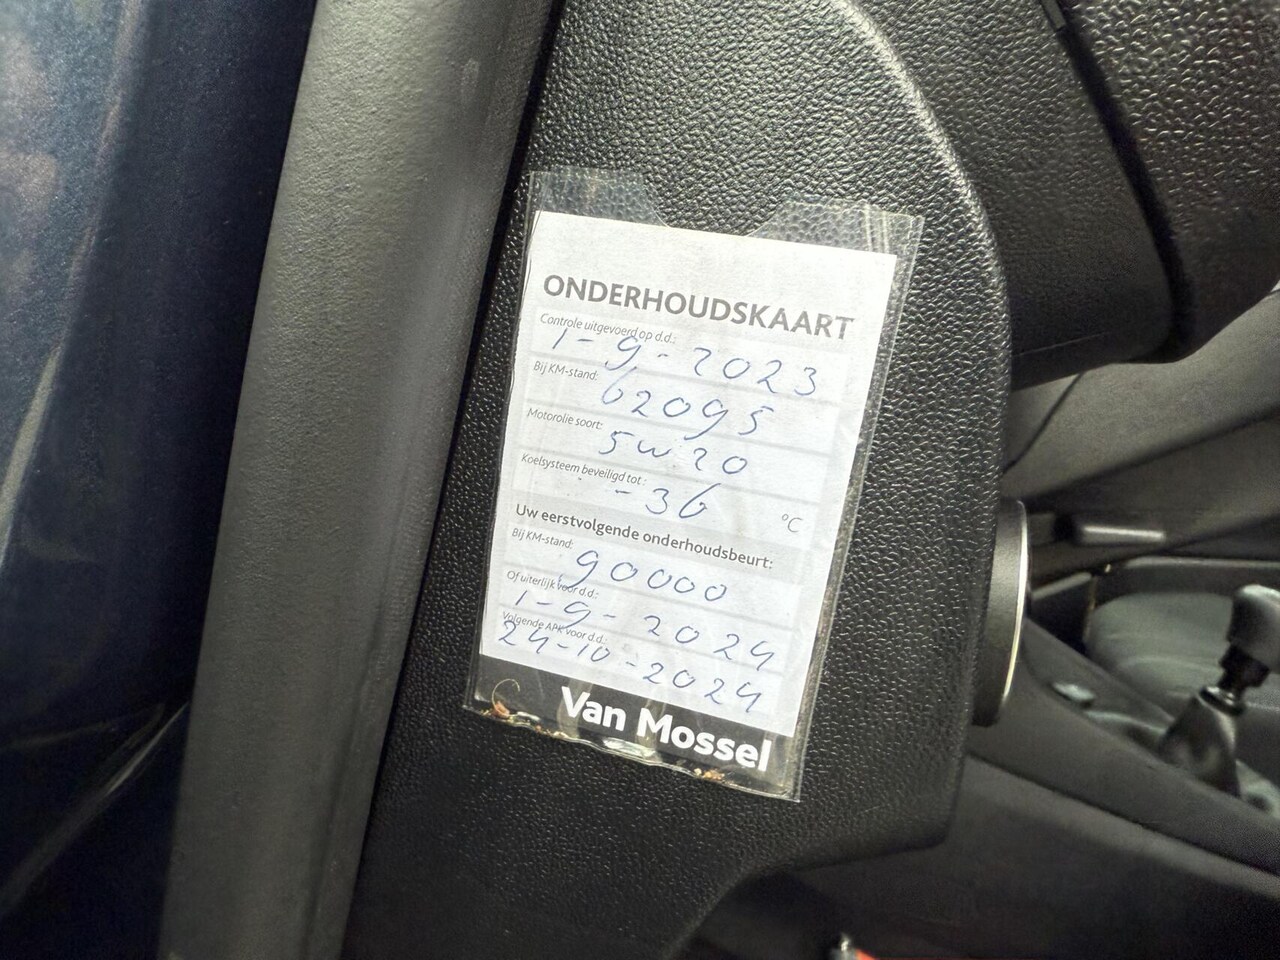 ONDERHOUDSKAART
Controle uitgevoerd op d.d.:
1-9-2023
Bij KM-stand:
62095
Motorolie soort:
5w20
Koelsysteem beveiligd tot:
-36 °C
Uw eerstvolgende onderhoudsbeurt:
Bij KM-stand:
90000
Of uiterlijk voor d.d.:
1-9-2024
Volgende APK voor d.d.:
24-10-2024
Van Mossel